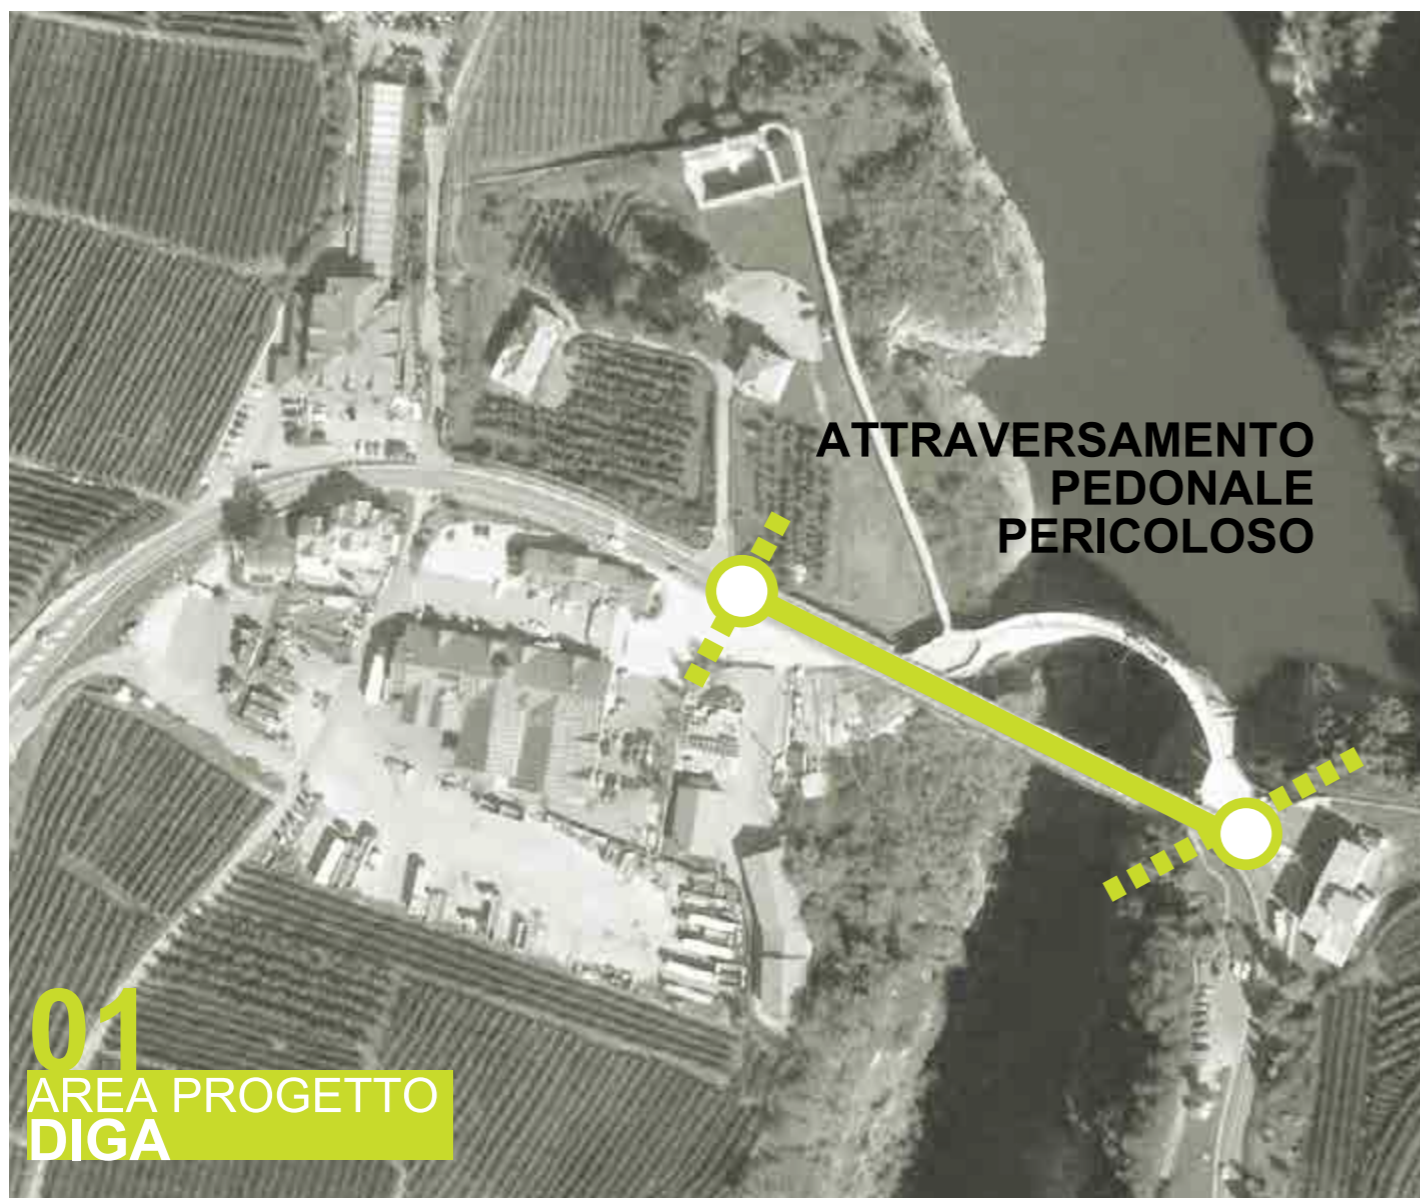 ATTRAVERSAMENTO
PEDONALE
PERICOLOSO
01
AREA PROGETTO
DIGA